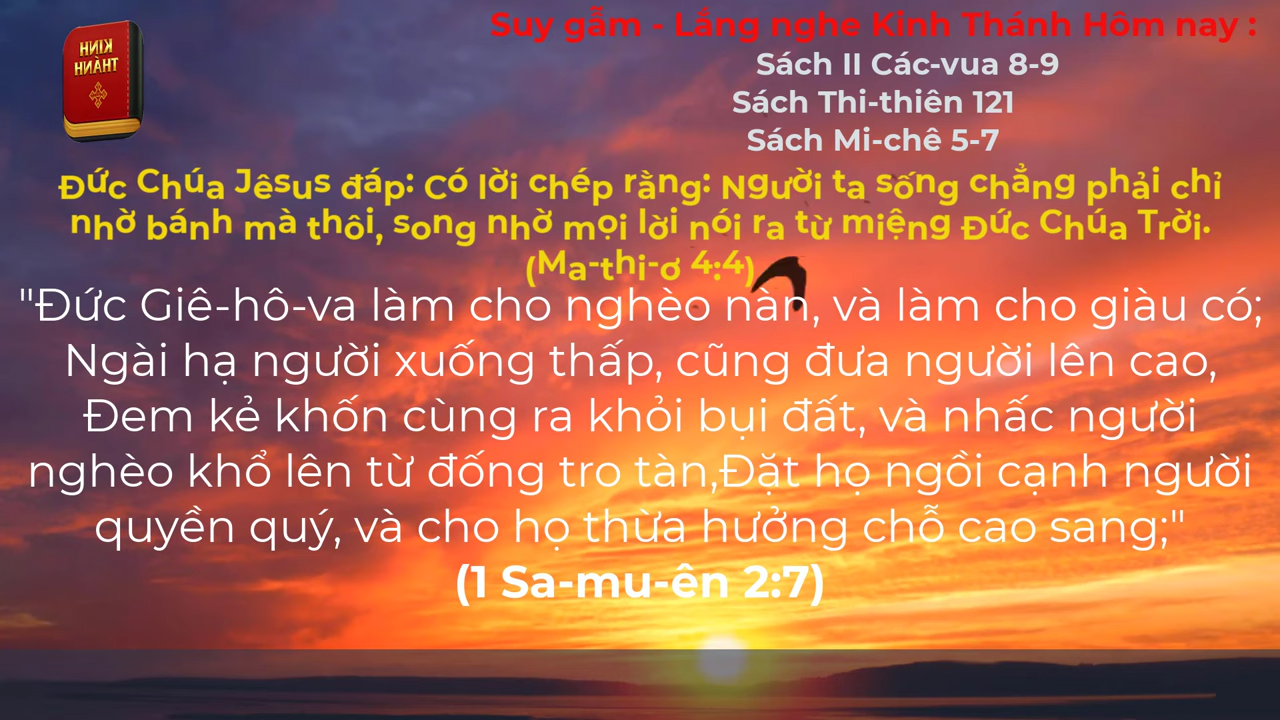 Suy gẫm - Lắng nghe Kinh Thánh Hôm nay :
KINH
THÁNH
Sách II Các-vua 8-9
Sách Thi-thiên 121
Sách Mi-chê 5-7
Đức Chúa Jêsus đáp: Có lời chép rằng: Người ta sống chẳng phải chỉ
nhờ bánh mà thôi, song nhờ mọi lời nói ra từ miệng Đức Chúa Trời.
(Ma-thi-ơ 4:4)
"Đức Giê-hô-va làm cho nghèo nàn, và làm cho giàu có;
Ngài hạ người xuống thấp, cũng đưa người lên cao,
Đem kẻ khốn cùng ra khỏi bụi đất, và nhấc người
nghèo khổ lên từ đống tro tàn,Đặt họ ngồi cạnh người
quyền quý, và cho họ thừa hưởng chỗ cao sang;"
(1 Sa-mu-ên 2:7)